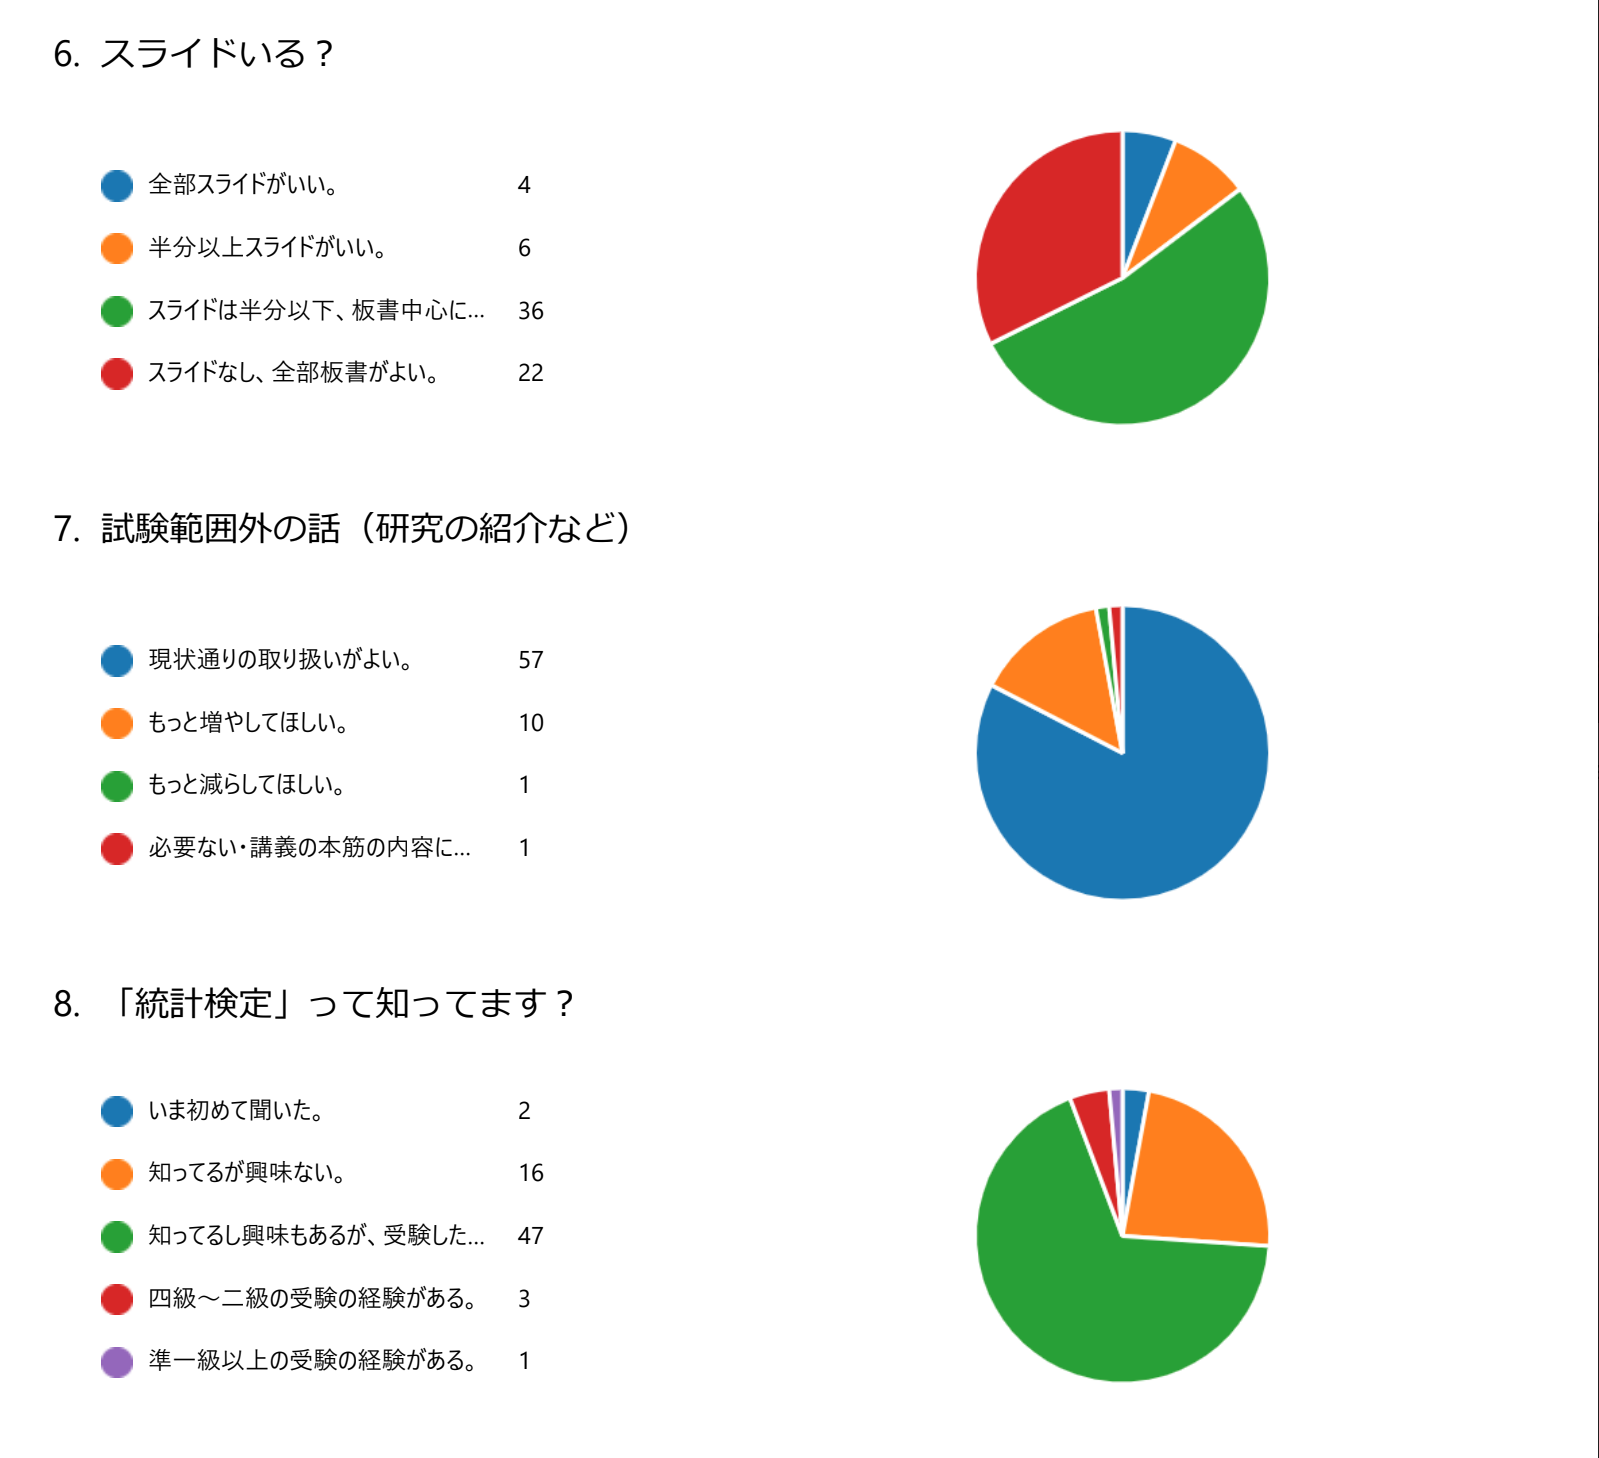 6. スライドいる？
全部スライドがいい。 4
半分以上スライドがいい。 6
スライドは半分以下、板書中心に... 36
スライドなし、全部板書がよい。 22
7. 試験範囲外の話（研究の紹介など）
現状通りの取り扱いがよい。 57
もっと増やしてほしい。 10
もっと減らしてほしい。 1
必要ない・講義の本筋の内容に... 1
8. 「統計検定」って知ってます？
いま初めて聞いた。 2
知ってるが興味ない。 16
知ってるし興味もあるが、受験した... 47
四級～二級の受験の経験がある。 3
準一級以上の受験の経験がある。 1